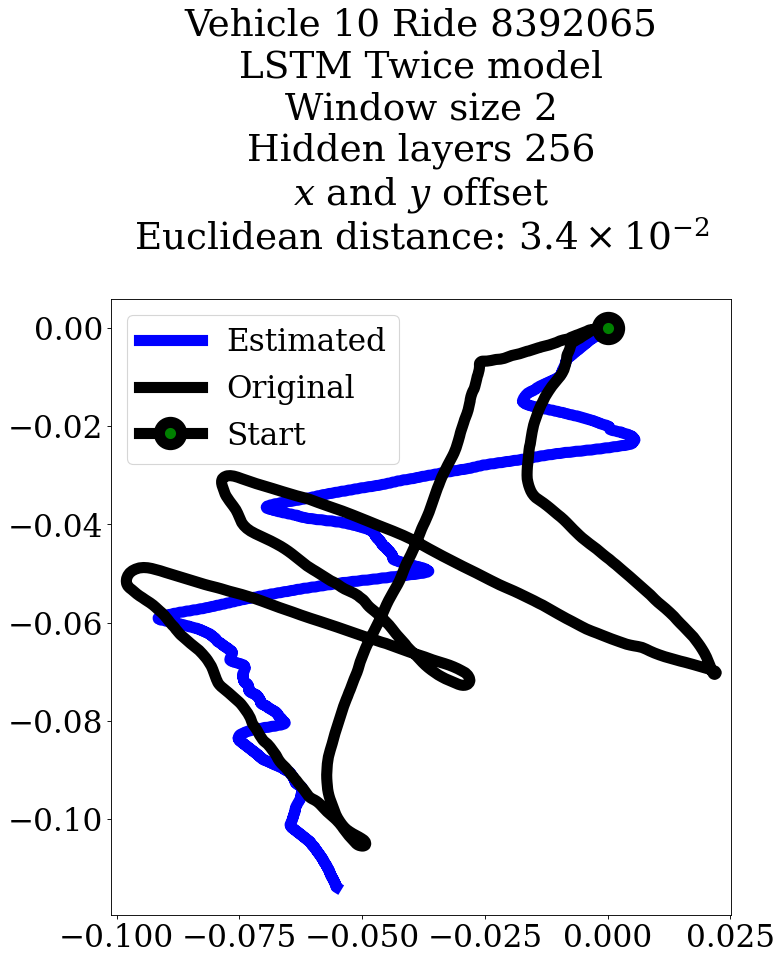 Vehicle 10 Ride 8392065
LSTM Twice model
Window size 2
Hidden layers 256
x and y offset
Euclidean distance: 3.4 × 10⁻²
Estimated
Original
Start
0.00
−0.02
−0.04
−0.06
−0.08
−0.10
−0.100 −0.075 −0.050 −0.025 0.000 0.025